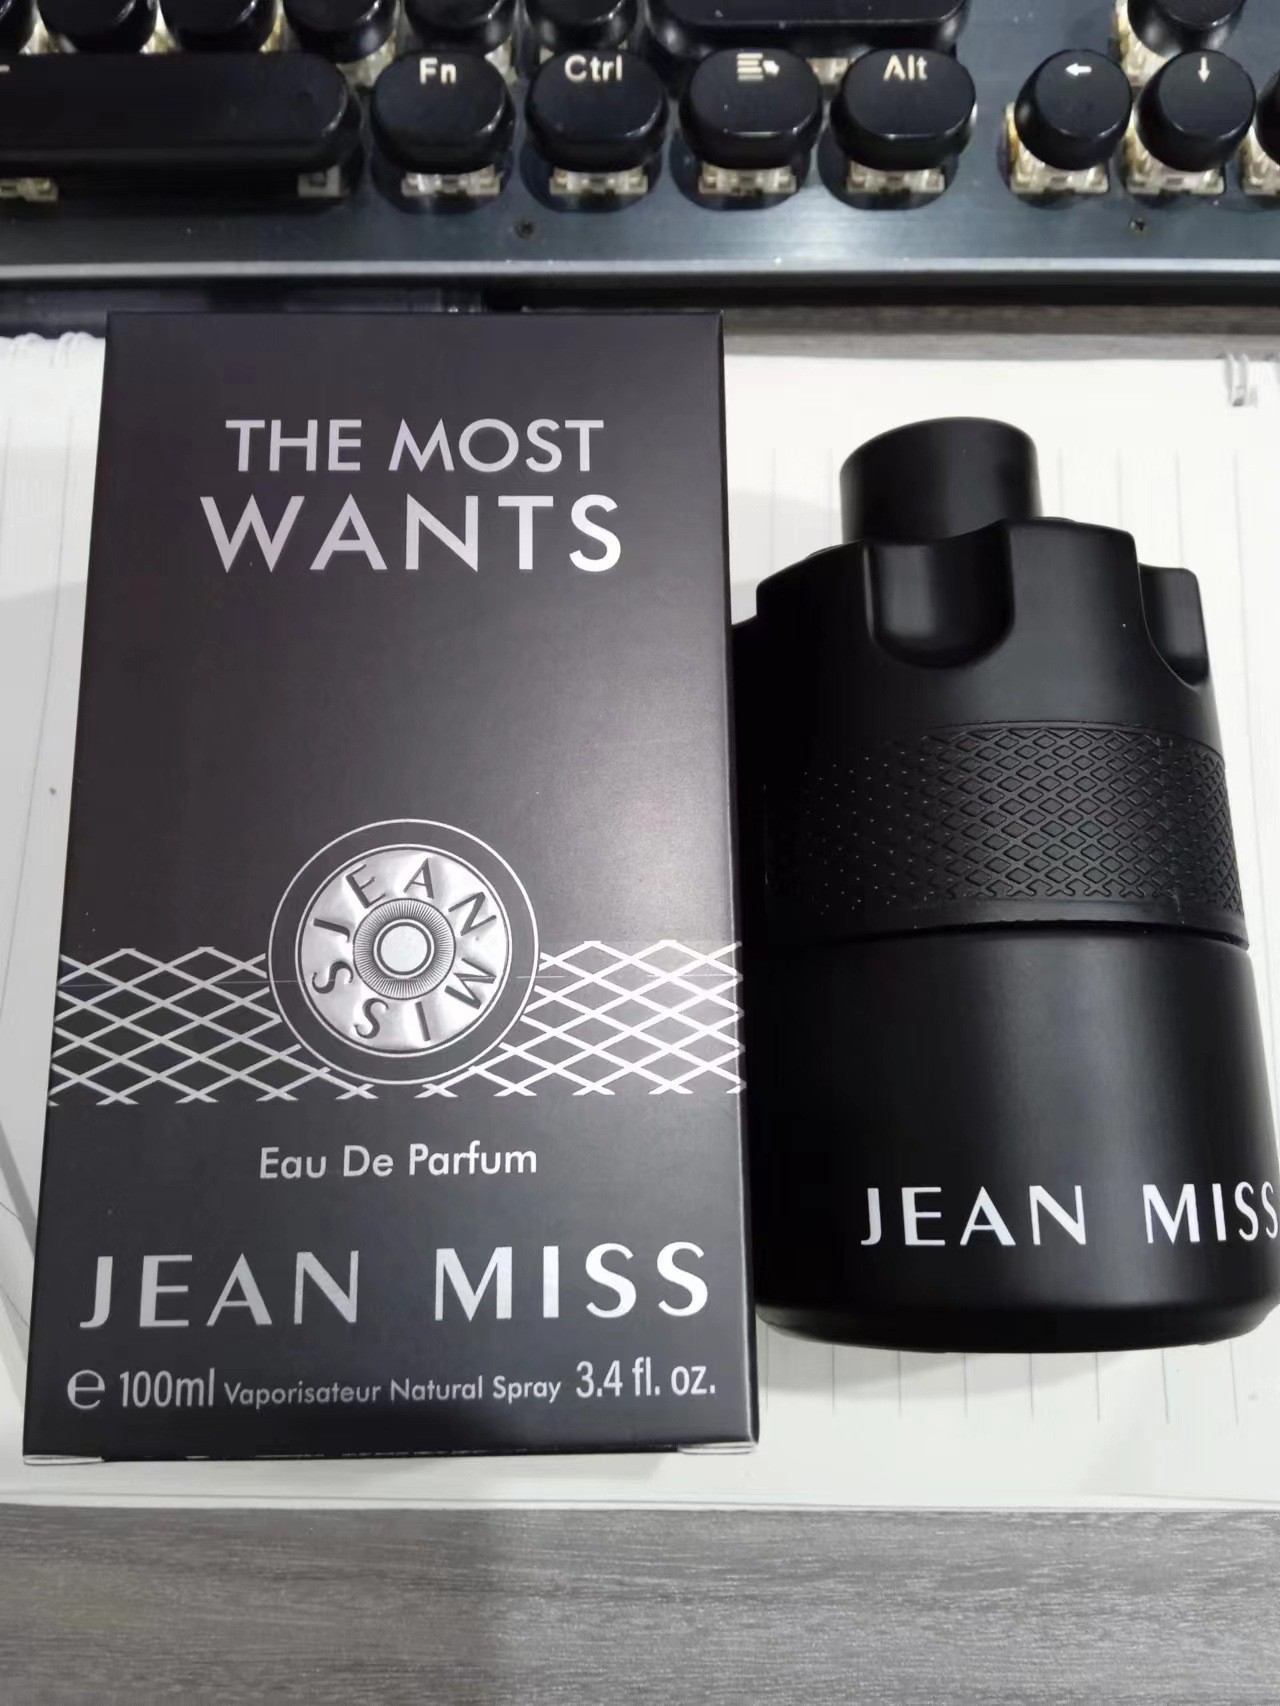 Fn Ctrl Alt ← ↓
THE MOST
WANTS
JEAN MISS
Eau De Parfum
JEAN MISS
e 100ml Vaporisateur Natural Spray 3.4 fl. oz.
JEAN MISS